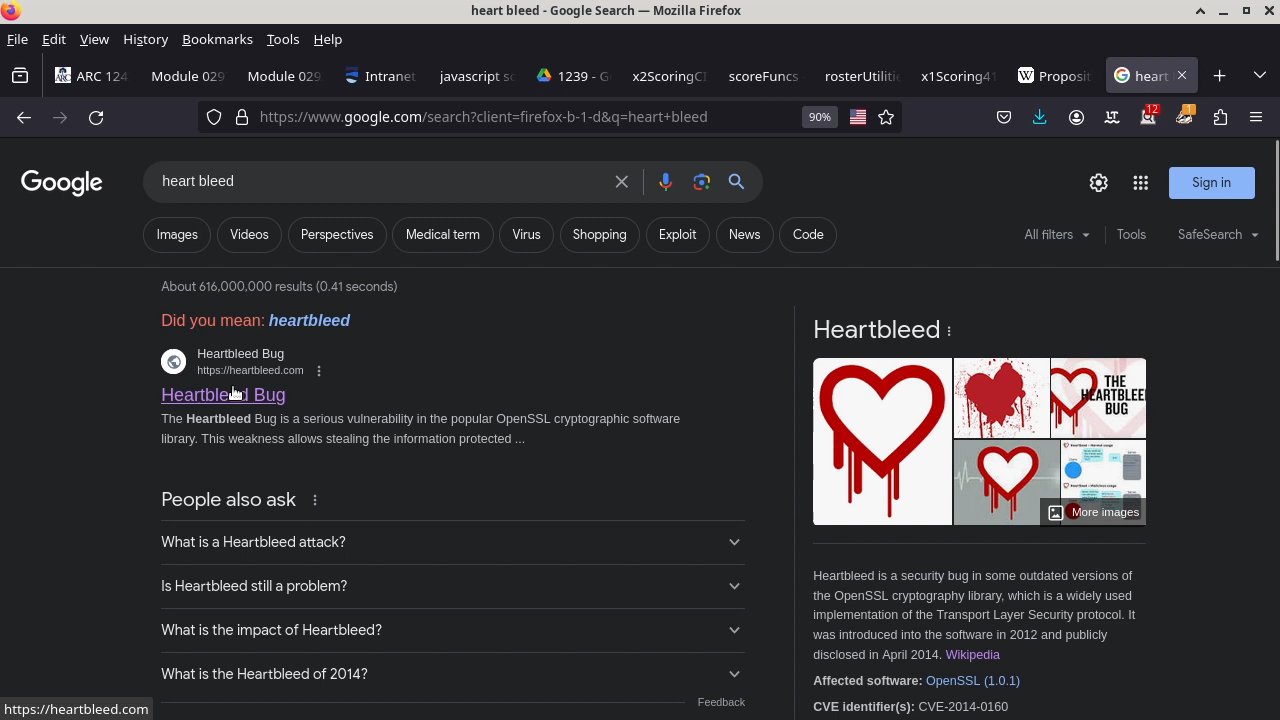 heart bleed - Google Search — Mozilla Firefox
File Edit View History Bookmarks Tools Help
ARC 124 Module 029 Module 029 Intranet javascript sc 1239 - G x2ScoringCI scoreFuncs rosterUtiliti x1Scoring41 Proposit heart
https://www.google.com/search?client=firefox-b-1-d&q=heart+bleed 90% 12 1
Google
heart bleed
Sign in
Images Videos Perspectives Medical term Virus Shopping Exploit News Code All filters Tools SafeSearch
About 616,000,000 results (0.41 seconds)
Did you mean: heartbleed
Heartbleed Bug
https://heartbleed.com
Heartbleed Bug
The Heartbleed Bug is a serious vulnerability in the popular OpenSSL cryptographic software
library. This weakness allows stealing the information protected ...
People also ask
What is a Heartbleed attack?
Is Heartbleed still a problem?
What is the impact of Heartbleed?
What is the Heartbleed of 2014?
Feedback
Heartbleed
THE
HEARTBLEE
BUG
More images
Heartbleed is a security bug in some outdated versions of
the OpenSSL cryptography library, which is a widely used
implementation of the Transport Layer Security protocol. It
was introduced into the software in 2012 and publicly
disclosed in April 2014. Wikipedia
Affected software: OpenSSL (1.0.1)
CVE identifier(s): CVE-2014-0160
https://heartbleed.com